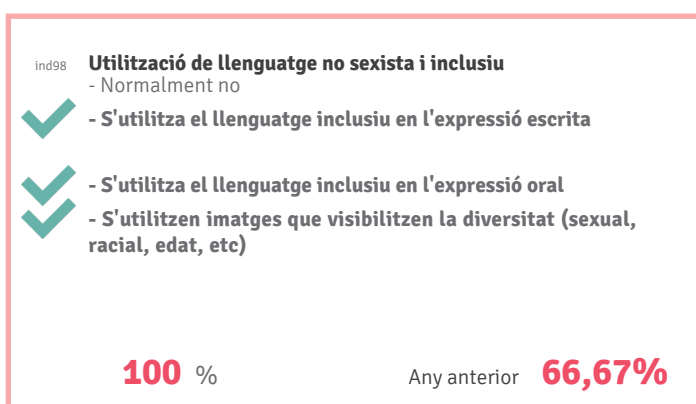 ind98 Utilització de llenguatge no sexista i inclusiu
- Normalment no
- S'utilitza el llenguatge inclusiu en l'expressió escrita
- S'utilitza el llenguatge inclusiu en l'expressió oral
- S'utilitzen imatges que visibilitzen la diversitat (sexual,
racial, edat, etc)
100 % Any anterior 66,67%